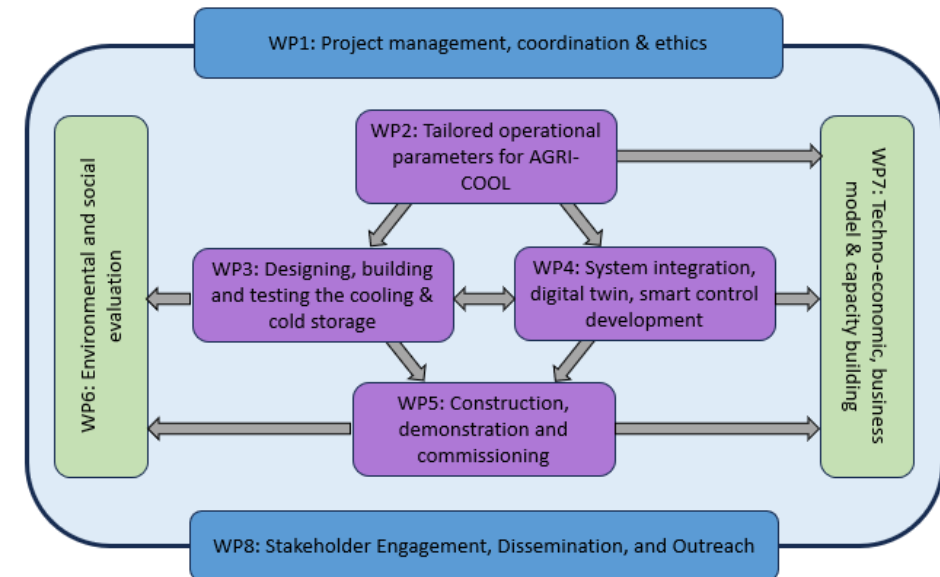 WP1: Project management, coordination & ethics
WP2: Tailored operational
parameters for AGRI-
COOL
WP6: Environmental and social
evaluation
WP3: Designing, building
and testing the cooling &
cold storage
WP4: System integration,
digital twin, smart control
development
WP7: Techno-economic, business
model & capacity building
WP5: Construction,
demonstration and
commissioning
WP8: Stakeholder Engagement, Dissemination, and Outreach